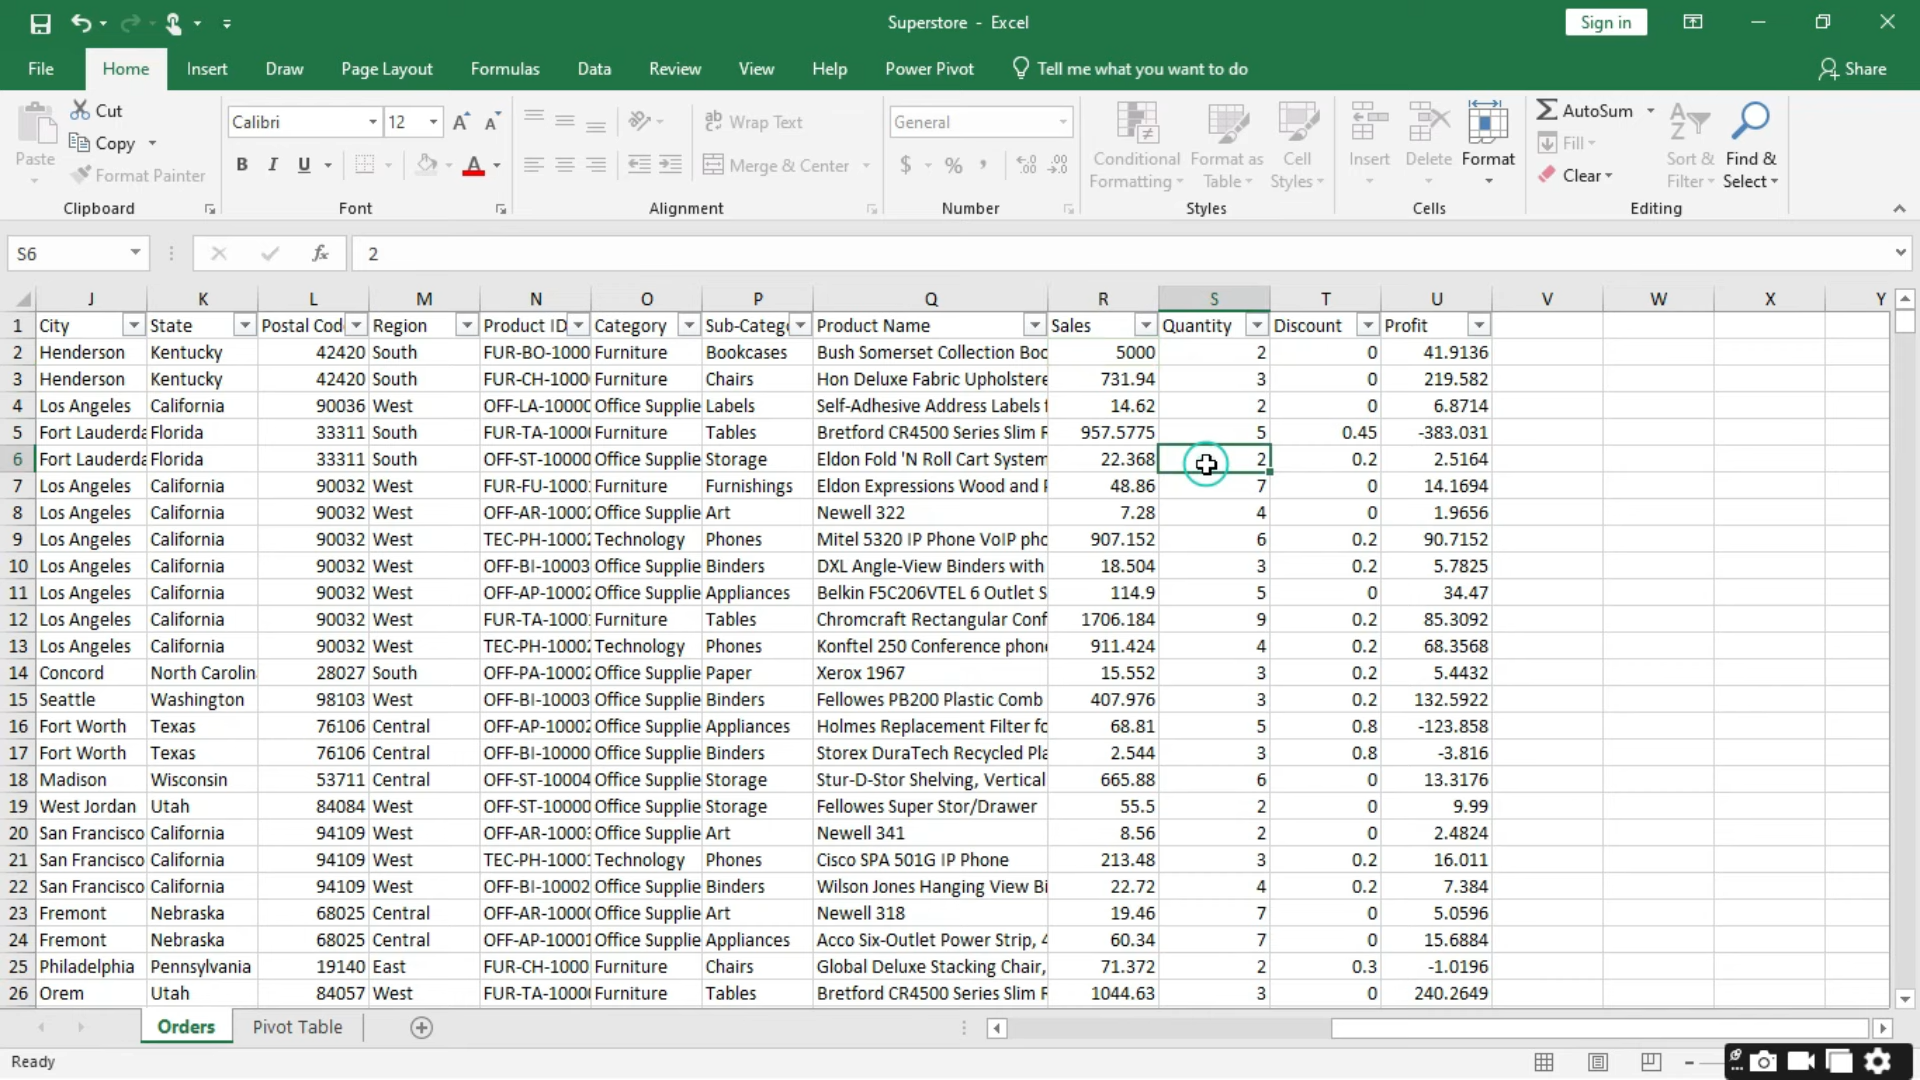 Superstore - Excel
Sign in
File Home Insert Draw Page Layout Formulas Data Review View Help Power Pivot Tell me what you want to do Share
Cut
Copy
Format Painter
Paste
Clipboard
Calibri 12
B I U A
Font
Wrap Text
Merge & Center
Alignment
General
$ % ,
Number
Conditional Formatting
Format as Table
Cell Styles
Styles
Insert Delete Format
Cells
AutoSum
Fill
Clear
Sort & Filter
Find & Select
Editing
S6 fx 2
J K L M N O P Q R S T U V W X Y
1 City State Postal Cod Region Product ID Category Sub-Categ Product Name Sales Quantity Discount Profit
2 Henderson Kentucky 42420 South FUR-BO-1000 Furniture Bookcases Bush Somerset Collection Boo 5000 2 0 41.9136
3 Henderson Kentucky 42420 South FUR-CH-1000 Furniture Chairs Hon Deluxe Fabric Upholstere 731.94 3 0 219.582
4 Los Angeles California 90036 West OFF-LA-1000 Office Supplie Labels Self-Adhesive Address Labels f 14.62 2 0 6.8714
5 Fort Lauderda Florida 33311 South FUR-TA-1000 Furniture Tables Bretford CR4500 Series Slim R 957.5775 5 0.45 -383.031
6 Fort Lauderda Florida 33311 South OFF-ST-1000 Office Supplie Storage Eldon Fold 'N Roll Cart System 22.368 2 0.2 2.5164
7 Los Angeles California 90032 West FUR-FU-1000 Furniture Furnishings Eldon Expressions Wood and P 48.86 7 0 14.1694
8 Los Angeles California 90032 West OFF-AR-10002 Office Supplie Art Newell 322 7.28 4 0 1.9656
9 Los Angeles California 90032 West TEC-PH-10002 Technology Phones Mitel 5320 IP Phone VoIP pho 907.152 6 0.2 90.7152
10 Los Angeles California 90032 West OFF-BI-10003 Office Supplie Binders DXL Angle-View Binders with 18.504 3 0.2 5.7825
11 Los Angeles California 90032 West OFF-AP-10002 Office Supplie Appliances Belkin F5C206VTEL 6 Outlet S 114.9 5 0 34.47
12 Los Angeles California 90032 West FUR-TA-1000 Furniture Tables Chromcraft Rectangular Conf 1706.184 9 0.2 85.3092
13 Los Angeles California 90032 West TEC-PH-10002 Technology Phones Konftel 250 Conference phon 911.424 4 0.2 68.3568
14 Concord North Carolin 28027 South OFF-PA-10002 Office Supplie Paper Xerox 1967 15.552 3 0.2 5.4432
15 Seattle Washington 98103 West OFF-BI-10003 Office Supplie Binders Fellowes PB200 Plastic Comb 407.976 3 0.2 132.5922
16 Fort Worth Texas 76106 Central OFF-AP-10002 Office Supplie Appliances Holmes Replacement Filter fo 68.81 5 0.8 -123.858
17 Fort Worth Texas 76106 Central OFF-BI-10000 Office Supplie Binders Storex DuraTech Recycled Pla 2.544 3 0.8 -3.816
18 Madison Wisconsin 53711 Central OFF-ST-10004 Office Supplie Storage Stur-D-Stor Shelving, Vertical 665.88 6 0 13.3176
19 West Jordan Utah 84084 West OFF-ST-10000 Office Supplie Storage Fellowes Super Stor/Drawer 55.5 2 0 9.99
20 San Francisco California 94109 West OFF-AR-10003 Office Supplie Art Newell 341 8.56 2 0 2.4824
21 San Francisco California 94109 West TEC-PH-1000 Technology Phones Cisco SPA 501G IP Phone 213.48 3 0.2 16.011
22 San Francisco California 94109 West OFF-BI-10002 Office Supplie Binders Wilson Jones Hanging View Bi 22.72 4 0.2 7.384
23 Fremont Nebraska 68025 Central OFF-AR-10000 Office Supplie Art Newell 318 19.46 7 0 5.0596
24 Fremont Nebraska 68025 Central OFF-AP-1000 Office Supplie Appliances Acco Six-Outlet Power Strip, 4 60.34 7 0 15.6884
25 Philadelphia Pennsylvania 19140 East FUR-CH-1000 Furniture Chairs Global Deluxe Stacking Chair, 71.372 2 0.3 -1.0196
26 Orem Utah 84057 West FUR-TA-1000 Furniture Tables Bretford CR4500 Series Slim R 1044.63 3 0 240.2649
Orders Pivot Table
Ready